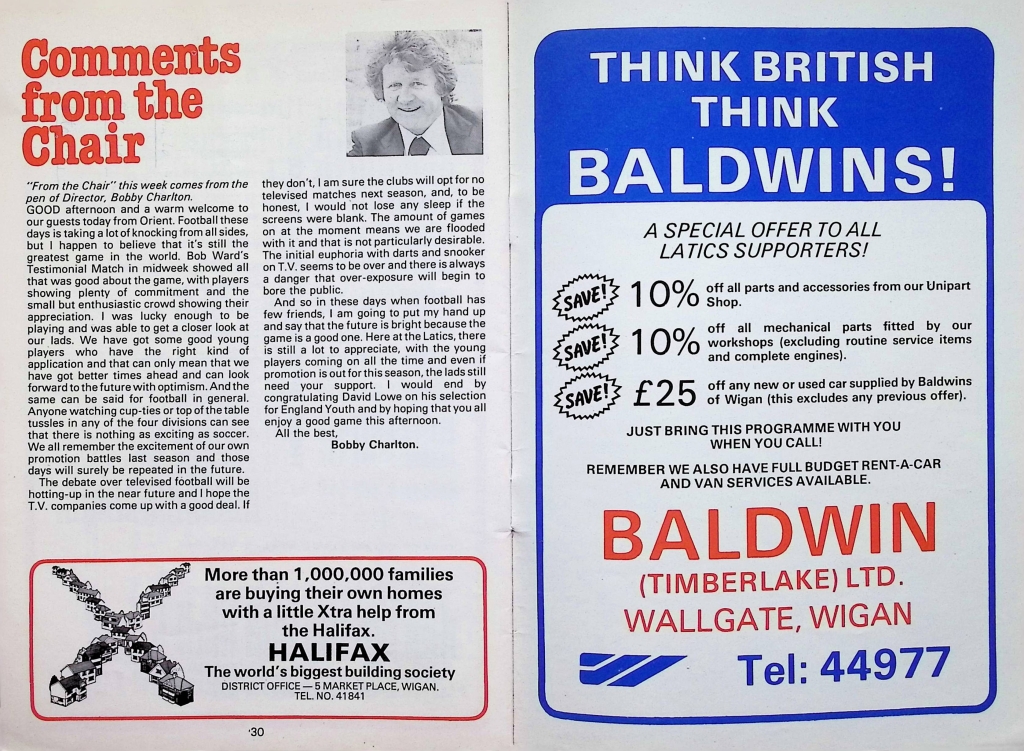 Comments
from the
Chair
"From the Chair" this week comes from the
pen of Director, Bobby Charlton.
GOOD afternoon and a warm welcome to
our guests today from Orient. Football these
days is taking a lot of knocking from all sides,
but I happen to believe that it's still the
greatest game in the world. Bob Ward's
Testimonial Match in midweek showed all
that was good about the game, with players
showing plenty of commitment and the
small but enthusiastic crowd showing their
appreciation. I was lucky enough to be
playing and was able to get a closer look at
our lads. We have got some good young
players who have the right kind of
application and that can only mean that we
have got better times ahead and can look
forward to the future with optimism. And the
same can be said for football in general.
Anyone watching cup-ties or top of the table
tussles in any of the four divisions can see
that there is nothing as exciting as soccer.
We all remember the excitement of our own
promotion battles last season and those
days will surely be repeated in the future.
The debate over televised football will be
hotting-up in the near future and I hope the
T.V. companies come up with a good deal. If
they don't, I am sure the clubs will opt for no
televised matches next season, and, to be
honest, I would not lose any sleep if the
screens were blank. The amount of games
on at the moment means we are flooded
with it and that is not particularly desirable.
The initial euphoria with darts and snooker
on T.V. seems to be over and there is always
a danger that over-exposure will begin to
bore the public.
And so in these days when football has
few friends, I am going to put my hand up
and say that the future is bright because the
game is a good one. Here at the Latics, there
is still a lot to appreciate, with the young
players coming on all the time and even if
promotion is out for this season, the lads still
need your support. I would end by
congratulating David Lowe on his selection
for England Youth and by hoping that you all
enjoy a good game this afternoon.
All the best,
Bobby Charlton.
More than 1,000,000 families
are buying their own homes
with a little Xtra help from
the Halifax.
HALIFAX
The world's biggest building society
DISTRICT OFFICE — 5 MARKET PLACE, WIGAN.
TEL. NO. 41841
30
THINK BRITISH
THINK
BALDWINS!
A SPECIAL OFFER TO ALL
LATICS SUPPORTERS!
SAVE! 10% off all parts and accessories from our Unipart
Shop.
SAVE! 10% off all mechanical parts fitted by our
workshops (excluding routine service items
and complete engines).
SAVE! £25 off any new or used car supplied by Baldwins
of Wigan (this excludes any previous offer).
JUST BRING THIS PROGRAMME WITH YOU
WHEN YOU CALL!
REMEMBER WE ALSO HAVE FULL BUDGET RENT-A-CAR
AND VAN SERVICES AVAILABLE.
BALDWIN
(TIMBERLAKE) LTD.
WALLGATE, WIGAN
Tel: 44977